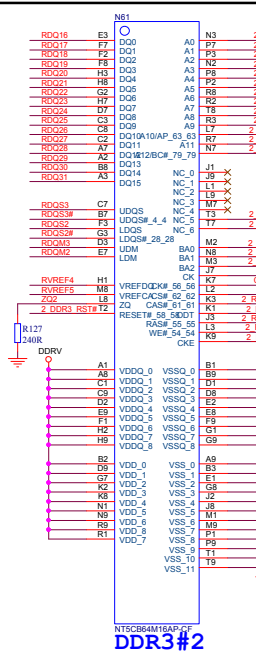 N61
RDQ16 E3 DQ0 A0 N3
RDQ17 F7 DQ1 A1 P7
RDQ18 F2 DQ2 A2 P3
RDQ19 F8 DQ3 A3 N2
RDQ20 H3 DQ4 A4 P8
RDQ21 H8 DQ5 A5 P2
RDQ22 G2 DQ6 A6 R8
RDQ23 H7 DQ7 A7 R2
RDQ24 D7 DQ8 A8 T8
RDQ25 C3 DQ9 A9 R3
RDQ26 C8 DQ10 A10/AP_63_63 L7
RDQ27 C2 DQ11 A11 R7
RDQ28 A7 DQ12 A12/BC#_79_79 N7
RDQ29 A2 DQ13
RDQ30 B8 DQ14 NC_0 J1
RDQ31 A3 DQ15 NC_1 J9
NC_2 L1
NC_3 L9
RDQS3 C7 UDQS NC_4 M7
RDQS3# B7 UDQS#_4_4 NC_5 T3
RDQS2 F3 LDQS NC_6 T7
RDQS2# G3 LDQS#_28_28
RDQM3 D3 UDM BA0 M2
RDQM2 E7 LDM BA1 N8
BA2 M3
CK J7
RVREF4 H1 VREFDQ CK#_56_56 K7
RVREF5 M8 VREFCA CS#_62_62 L2
ZQ2 L8 ZQ CAS#_61_61 K3
2 DDR3 RST# T2 RESET#_58_58 ODT K1
RAS#_55_55 J3
WE#_54_54 L3
CKE K9
R127
240R
DDRV
A1 VDDQ_0 VSSQ_0 B1
A8 VDDQ_1 VSSQ_1 B9
C1 VDDQ_2 VSSQ_2 D1
C9 VDDQ_3 VSSQ_3 D8
D2 VDDQ_4 VSSQ_4 E2
E9 VDDQ_5 VSSQ_5 E8
F1 VDDQ_6 VSSQ_6 F9
H2 VDDQ_7 VSSQ_7 G1
H9 VDDQ_8 VSSQ_8 G9
B2 VDD_0 VSS_0 A9
D9 VDD_1 VSS_1 B3
G7 VDD_2 VSS_2 E1
K2 VDD_3 VSS_3 G8
K8 VDD_4 VSS_4 J2
N1 VDD_5 VSS_5 J8
N9 VDD_6 VSS_6 M1
R9 VDD_8 VSS_7 M9
R1 VDD_7 VSS_8 P1
VSS_9 P9
VSS_10 T1
VSS_11 T9
NT5CB64M16AP-CF
DDR3#2